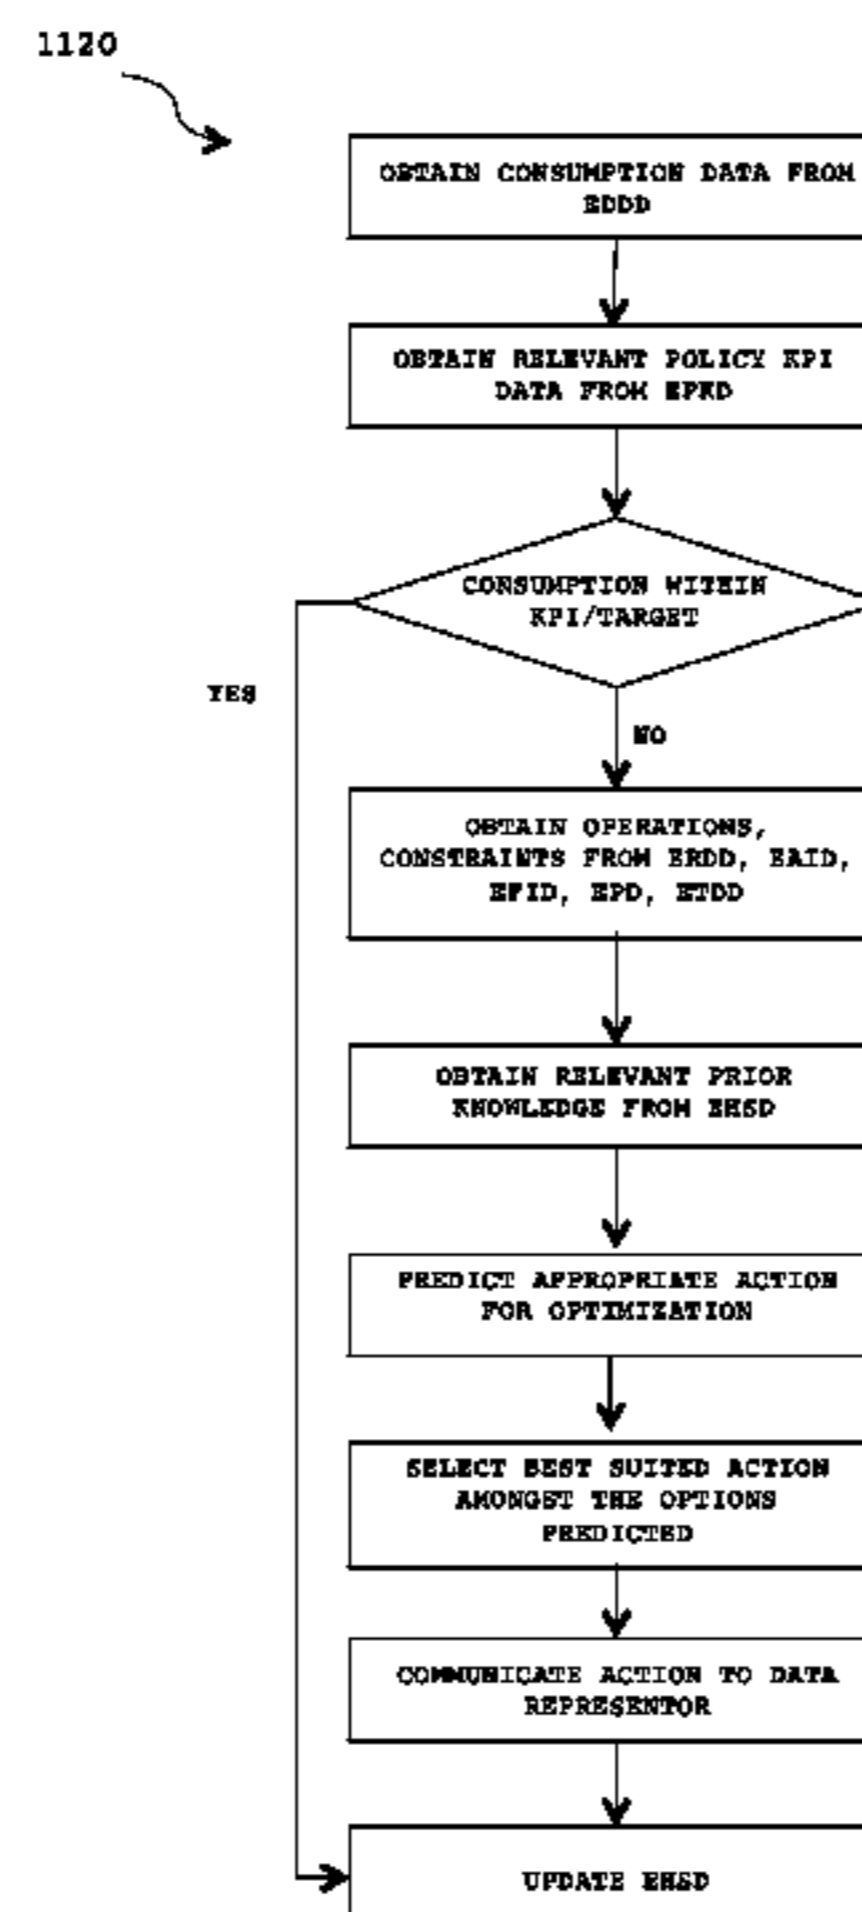 1120
OBTAIN CONSUMPTION DATA FROM
EDDD
OBTAIN RELEVANT POLICY KPI
DATA FROM EPKD
CONSUMPTION WITHIN
KPI/TARGET
YES
NO
OBTAIN OPERATIONS,
CONSTRAINTS FROM ERDD, EAID,
EFID, EPD, ETDD
OBTAIN RELEVANT PRIOR
KNOWLEDGE FROM EHSD
PREDICT APPROPRIATE ACTION
FOR OPTIMIZATION
SELECT BEST SUITED ACTION
AMONGST THE OPTIONS
PREDICTED
COMMUNICATE ACTION TO DATA
REPRESENTOR
UPDATE EHSD